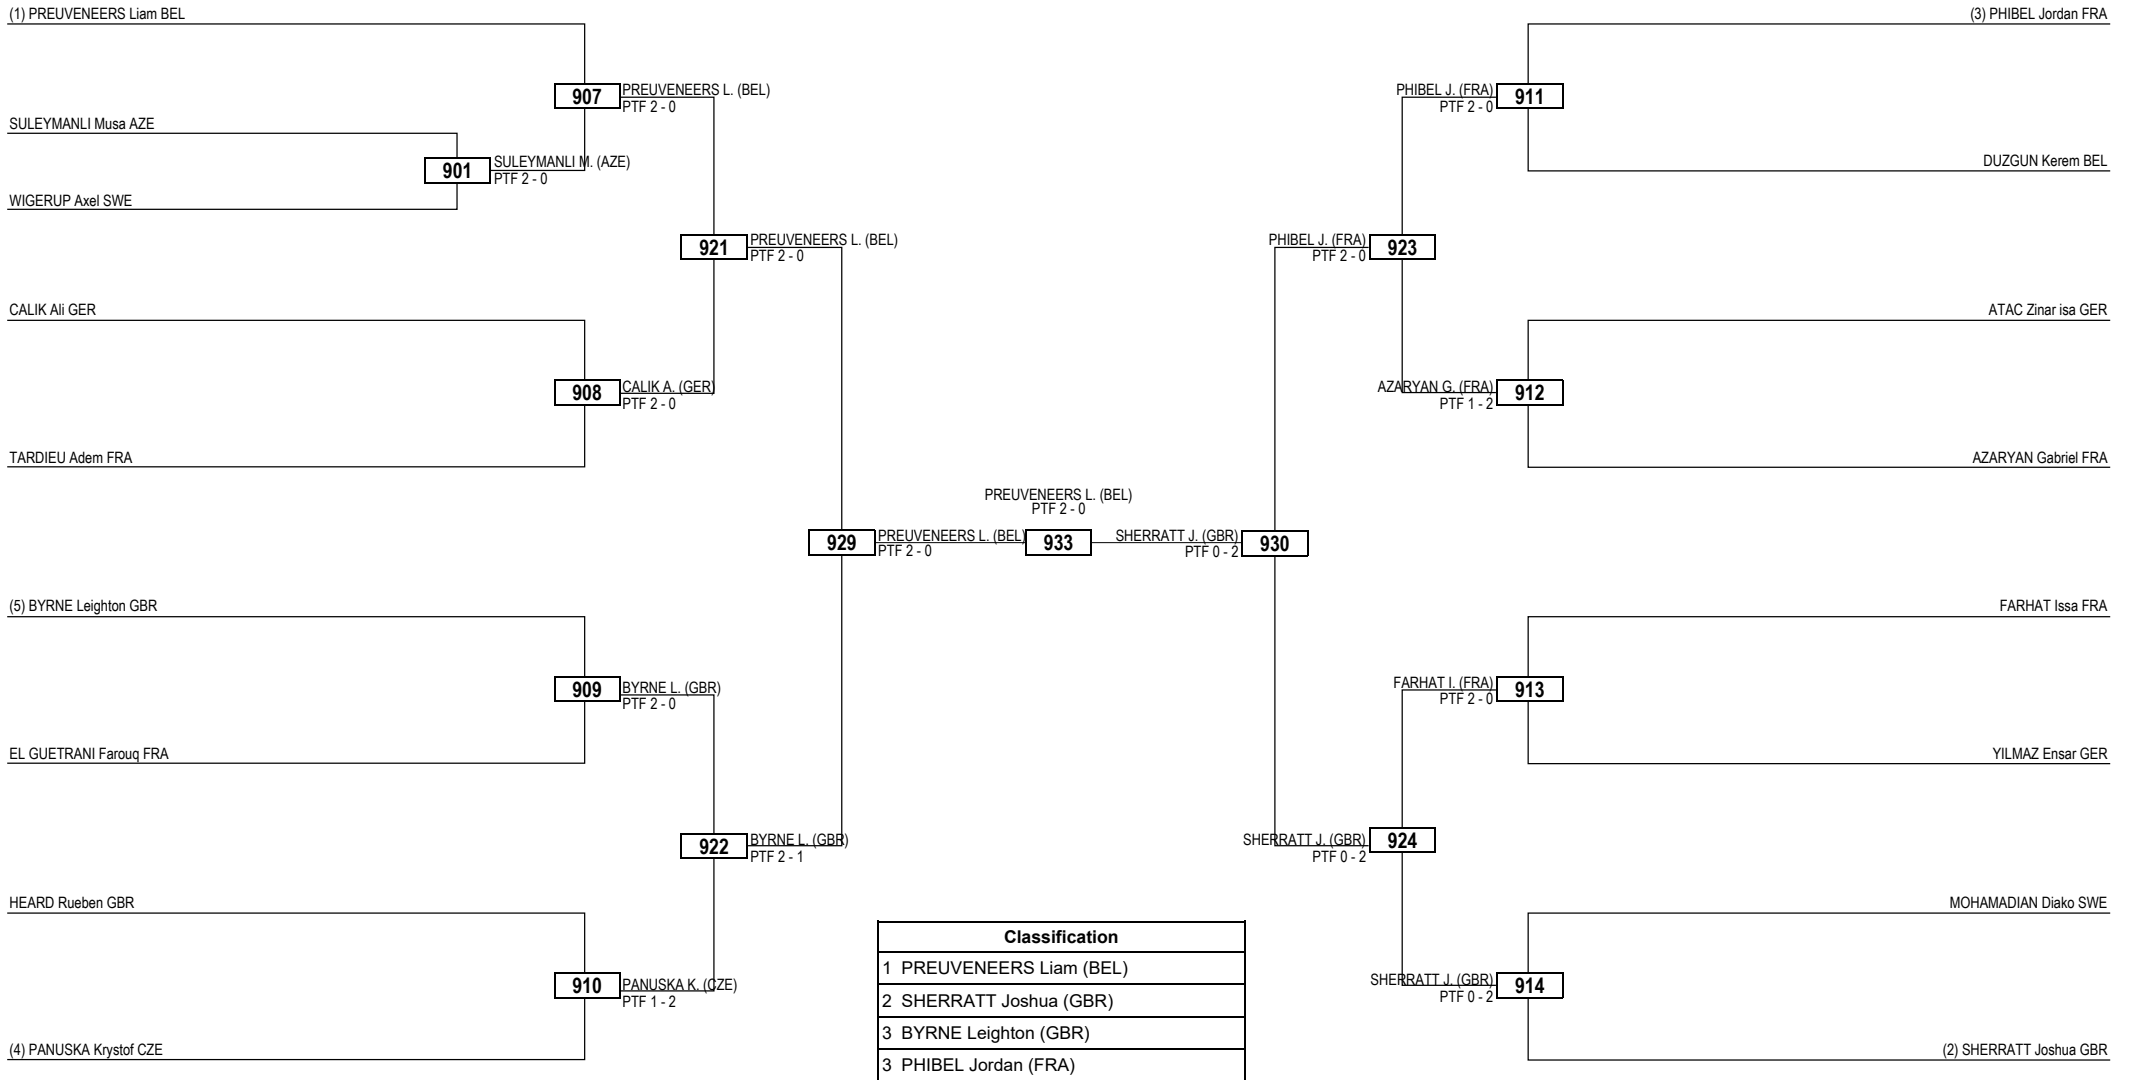 (1) PREUVENEERS Liam BEL
907
PREUVENEERS L. (BEL)
PTF 2 - 0
SULEYMANLI Musa AZE
901
SULEYMANLI M. (AZE)
PTF 2 - 0
WIGERUP Axel SWE
921
PREUVENEERS L. (BEL)
PTF 2 - 0
CALIK Ali GER
908
CALIK A. (GER)
PTF 2 - 0
TARDIEU Adem FRA
929
PREUVENEERS L. (BEL)
PTF 2 - 0
(5) BYRNE Leighton GBR
909
BYRNE L. (GBR)
PTF 2 - 0
EL GUETRANI Farouq FRA
922
BYRNE L. (GBR)
PTF 2 - 1
HEARD Rueben GBR
910
PANUSKA K. (CZE)
PTF 1 - 2
(4) PANUSKA Krystof CZE
PREUVENEERS L. (BEL)
PTF 2 - 0
933
(3) PHIBEL Jordan FRA
PHIBEL J. (FRA)
PTF 2 - 0
911
DUZGUN Kerem BEL
PHIBEL J. (FRA)
PTF 2 - 0
923
ATAC Zinar isa GER
AZARYAN G. (FRA)
PTF 1 - 2
912
AZARYAN Gabriel FRA
SHERRATT J. (GBR)
PTF 0 - 2
930
FARHAT Issa FRA
FARHAT I. (FRA)
PTF 2 - 0
913
YILMAZ Ensar GER
SHERRATT J. (GBR)
PTF 0 - 2
924
MOHAMADIAN Diako SWE
SHERRATT J. (GBR)
PTF 0 - 2
914
(2) SHERRATT Joshua GBR
Classification
1 PREUVENEERS Liam (BEL)
2 SHERRATT Joshua (GBR)
3 BYRNE Leighton (GBR)
3 PHIBEL Jordan (FRA)